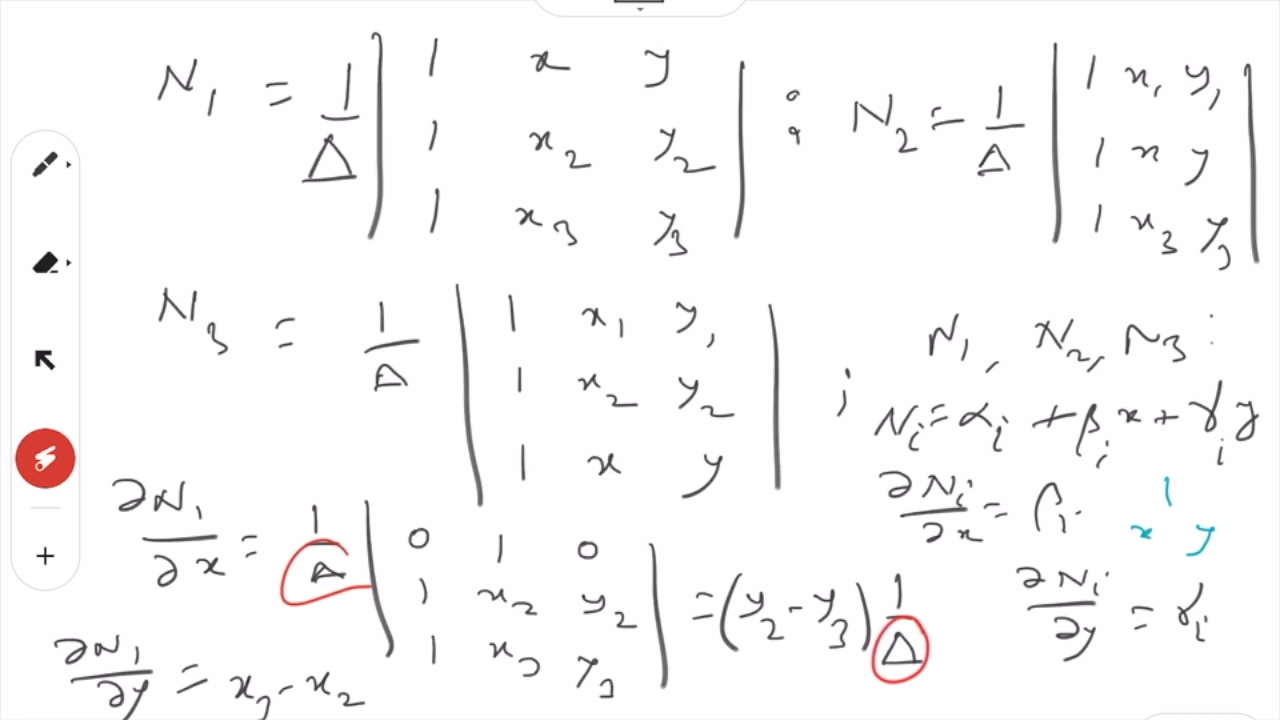 N₁ = 1/Δ | 1 x y | ; N₂ = 1/Δ | 1 x₁ y₁ |
| 1 x₂ y₂ | | 1 x y |
| 1 x₃ y₃ | | 1 x₃ y₃ |
N₃ = 1/Δ | 1 x₁ y₁ | ;
| 1 x₂ y₂ |
| 1 x y |
N₁, N₂, N₃ :
Nᵢ = αᵢ + βᵢ x + γᵢ y
∂Nᵢ/∂x = βᵢ
1
x y
∂Nᵢ/∂y = γᵢ
∂N₁/∂x = 1/Δ | 0 1 0 | = (y₂ - y₃) 1/Δ
| 1 x₂ y₂ |
| 1 x₃ y₃ |
∂N₁/∂y = x₃ - x₂